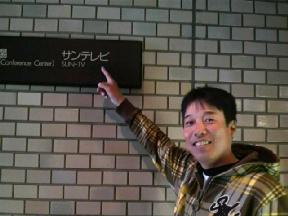 Conference Center]
サンテレビ
SUN-TV